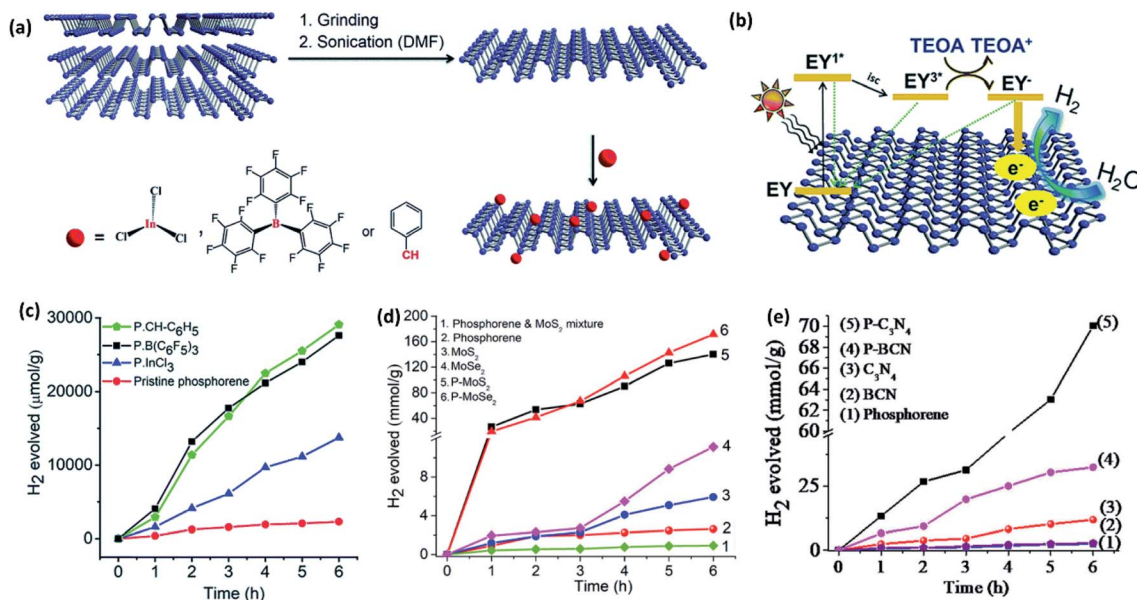 (a)
1. Grinding
2. Sonication (DMF)
Cl
In
Cl
Cl
=
,
F F F F F
F F F F F
B
F F F F F
or
CH
(b)
TEOA TEOA⁺
EY¹*
isc
EY³*
EY⁻
H₂
EY
e⁻
H₂O
e⁻
(c)
30000
20000
10000
0
H₂ evolved (μmol/g)
P.CH-C₆H₅
P.B(C₆F₅)₃
P.InCl₃
Pristine phosphorene
0 1 2 3 4 5 6
Time (h)
(d)
200
160
120
80
40
8
4
0
H₂ evolved (mmol/g)
1. Phosphorene & MoS₂ mixture
2. Phosphorene
3. MoS₂
4. MoSe₂
5. P-MoS₂
6. P-MoSe₂
6
5
4
3
2
1
0 1 2 3 4 5 6
Time (h)
(e)
70
68
66
64
62
60
25
0
H₂ evolved (mmol/g)
(5) P-C₃N₄
(4) P-BCN
(3) C₃N₄
(2) BCN
(1) Phosphorene
(5)
(4)
(3)
(2)
(1)
0 1 2 3 4 5 6
Time (h)